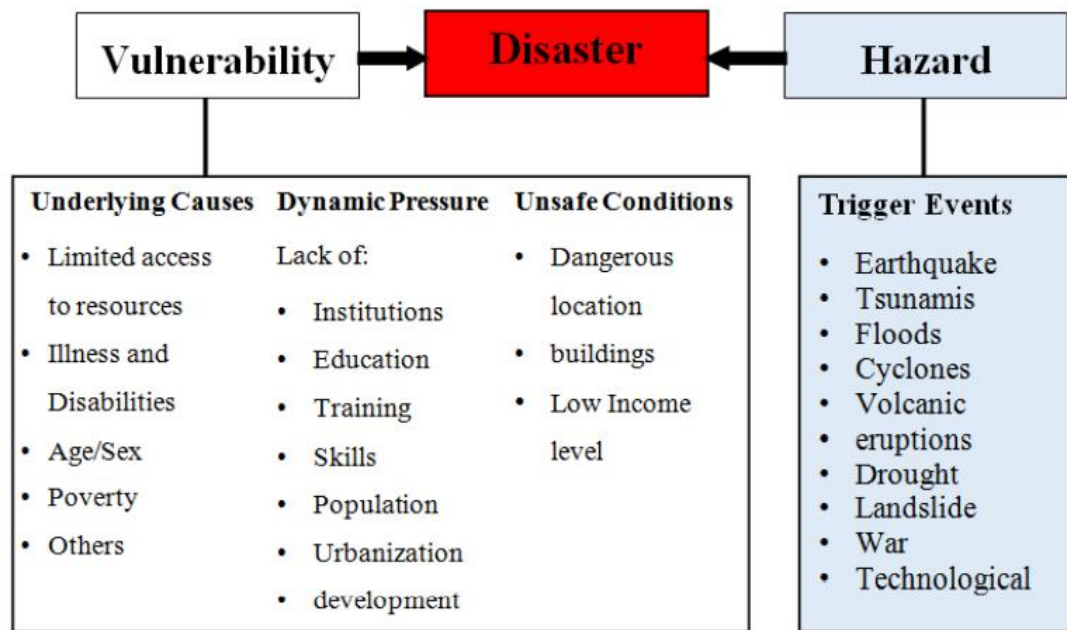 Vulnerability
Disaster
Hazard
Underlying Causes
• Limited access
to resources
• Illness and
Disabilities
• Age/Sex
• Poverty
• Others
Dynamic Pressure
Lack of:
• Institutions
• Education
• Training
• Skills
• Population
• Urbanization
• development
Unsafe Conditions
• Dangerous
location
• buildings
• Low Income
level
Trigger Events
• Earthquake
• Tsunamis
• Floods
• Cyclones
• Volcanic
• eruptions
• Drought
• Landslide
• War
• Technological